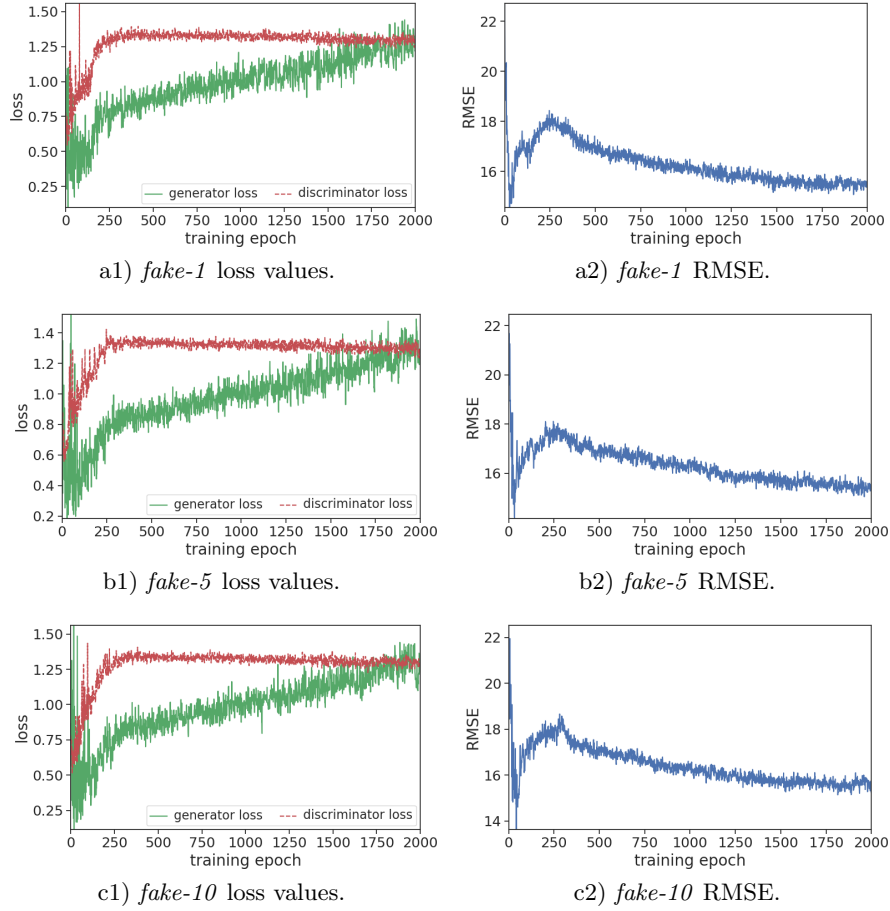 1.50
1.25
1.00
0.75
0.50
0.25
loss
generator loss discriminator loss
0 250 500 750 1000 1250 1500 1750 2000
training epoch
a1) fake-1 loss values.
22
20
18
16
RMSE
0 250 500 750 1000 1250 1500 1750 2000
training epoch
a2) fake-1 RMSE.
1.4
1.2
1.0
0.8
0.6
0.4
0.2
loss
generator loss discriminator loss
0 250 500 750 1000 1250 1500 1750 2000
training epoch
b1) fake-5 loss values.
22
20
18
16
RMSE
0 250 500 750 1000 1250 1500 1750 2000
training epoch
b2) fake-5 RMSE.
1.50
1.25
1.00
0.75
0.50
0.25
loss
generator loss discriminator loss
0 250 500 750 1000 1250 1500 1750 2000
training epoch
c1) fake-10 loss values.
22
20
18
16
14
RMSE
0 250 500 750 1000 1250 1500 1750 2000
training epoch
c2) fake-10 RMSE.